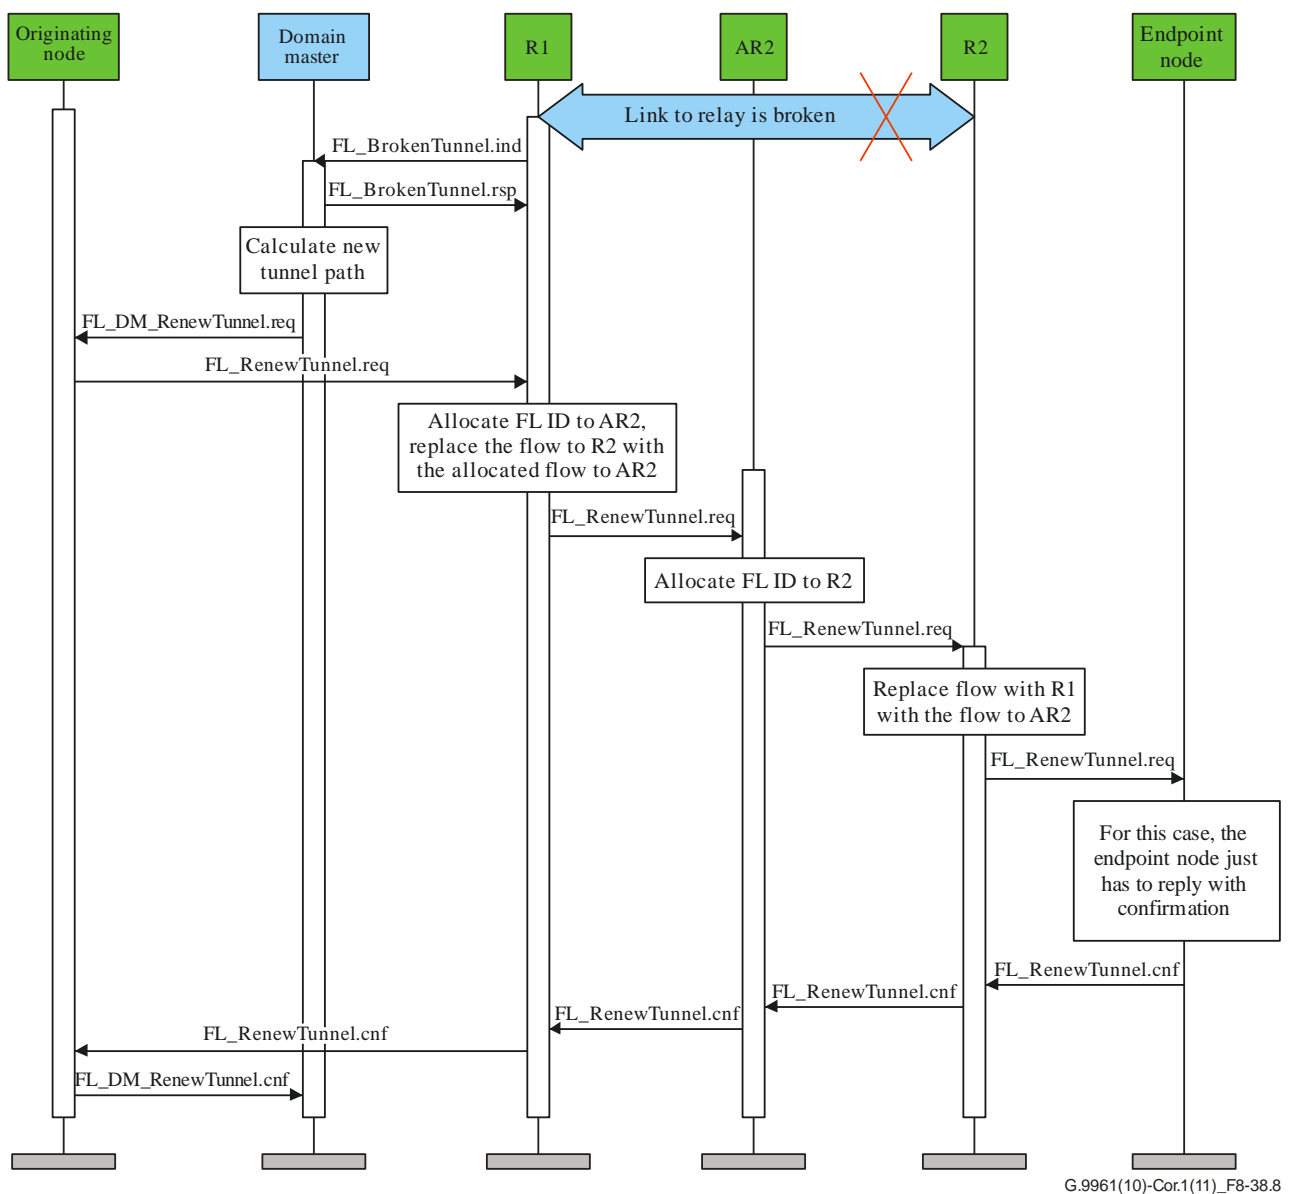 Originating
node
Domain
master
R1
AR2
R2
Endpoint
node
Link to relay is broken
FL_BrokenTunnel.ind
FL_BrokenTunnel.rsp
Calculate new
tunnel path
FL_DM_RenewTunnel.req
FL_RenewTunnel.req
Allocate FL ID to AR2,
replace the flow to R2 with
the allocated flow to AR2
FL_RenewTunnel.req
Allocate FL ID to R2
FL_RenewTunnel.req
Replace flow with R1
with the flow to AR2
FL_RenewTunnel.req
For this case, the
endpoint node just
has to reply with
confirmation
FL_RenewTunnel.cnf
FL_RenewTunnel.cnf
FL_RenewTunnel.cnf
FL_RenewTunnel.cnf
FL_DM_RenewTunnel.cnf
G.9961(10)-Cor.1(11)_F8-38.8